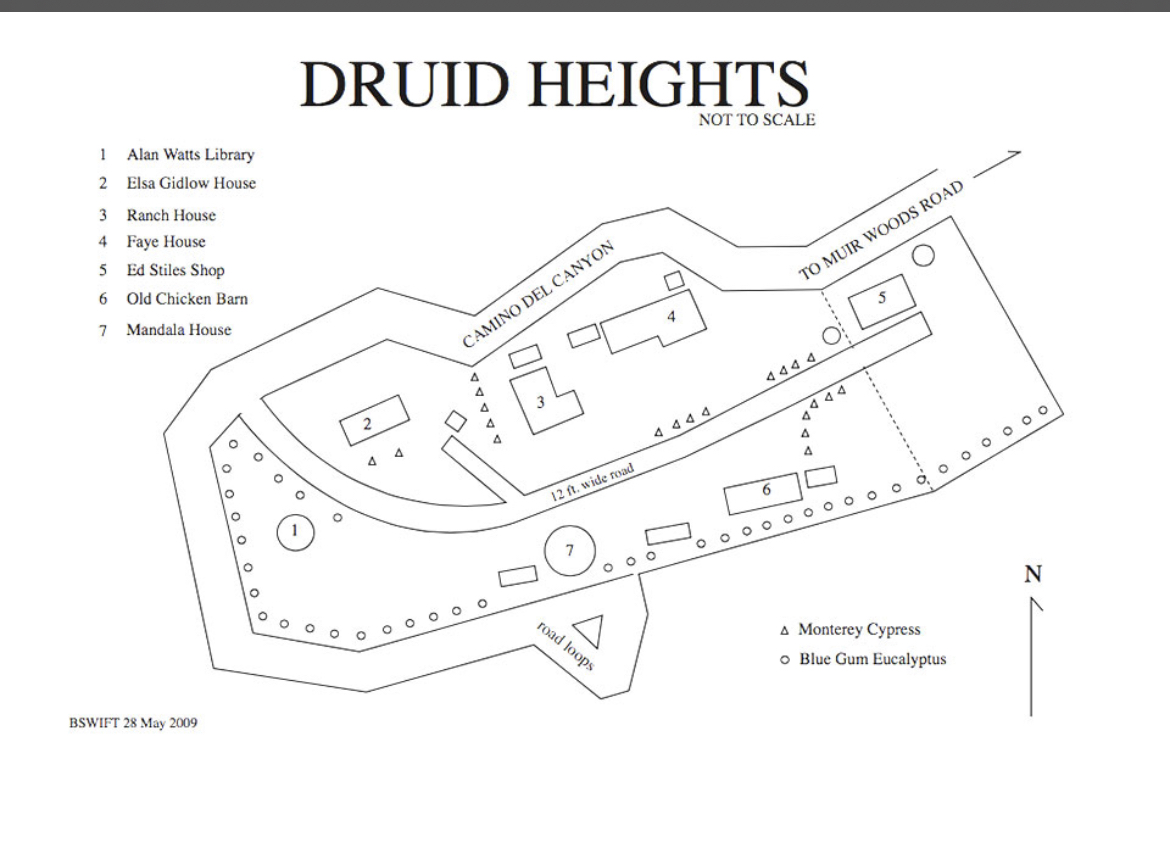 DRUID HEIGHTS
NOT TO SCALE
1 Alan Watts Library
2 Elsa Gidlow House
3 Ranch House
4 Faye House
5 Ed Stiles Shop
6 Old Chicken Barn
7 Mandala House
TO MUIR WOODS ROAD
CAMINO DEL CANYON
5
4
3
2
12 ft. wide road
6
1
7
road loops
N
Monterey Cypress
Blue Gum Eucalyptus
BSWIFT 28 May 2009